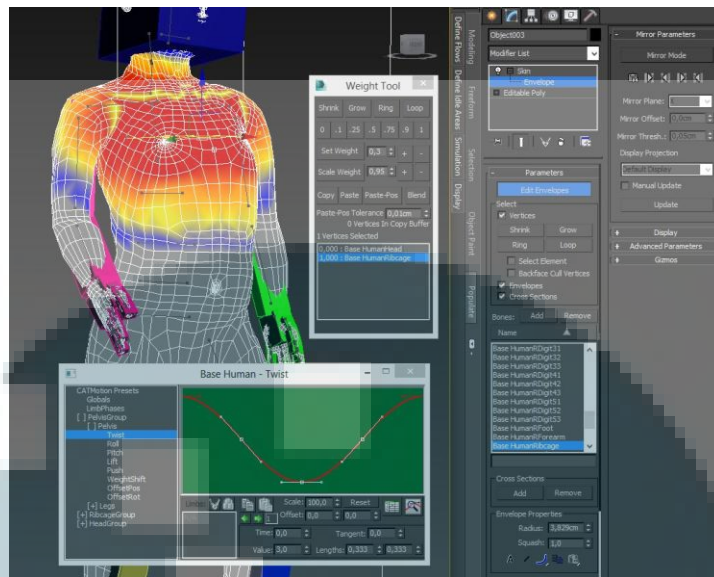 Weight Tool
Shrink Grow Ring Loop
0 .1 .25 .5 .75 .9 1
Set Weight 0,3 + -
Scale Weight 0,95 + -
Copy Paste Paste-Pos Blend
Paste-Pos Tolerance 0,01cm
0 Vertices In Copy Buffer
1 Vertices Selected
0,000 : Base HumanHead
1,000 : Base HumanRibcage
Base Human - Twist
CATMotion Presets
Globals
LimbPhases
[ ] PelvisGroup
[ ] Pelvis
Twist
Roll
Pitch
Lift
Push
WeightShift
OffsetPos
OffsetRot
[+] Legs
[+] RibcageGroup
[+] HeadGroup
Units:
Scale: 100,0 Reset
Offset: 0,0 0,0
1
Time: 0,0 Tangent: 0,0
Value: 3,0 Lengths: 0,333 0,333
Modeling
Freeform
Selection
Object Paint
Populate
Define Flows
Define Idle Areas
Simulation
Display
Object003
Modifier List
Skin
Envelope
Editable Poly
- Parameters
Edit Envelopes
Select
Vertices
Shrink Grow
Ring Loop
Select Element
Backface Cull Vertices
Envelopes
Cross Sections
Bones: Add Remove
Name
Base HumanRDigit31
Base HumanRDigit32
Base HumanRDigit33
Base HumanRDigit41
Base HumanRDigit42
Base HumanRDigit43
Base HumanRDigit51
Base HumanRDigit52
Base HumanRDigit53
Base HumanRFoot
Base HumanRForearm
Base HumanRibcage
Cross Sections
Add Remove
Envelope Properties
Radius: 3,829cm
Squash: 1,0
- Mirror Parameters
Mirror Mode
Mirror Plane:
Mirror Offset: 0,0cm
Mirror Thresh.: 0,05cm
Display Projection
Default Display
Manual Update
Update
+ Display
+ Advanced Parameters
+ Gizmos